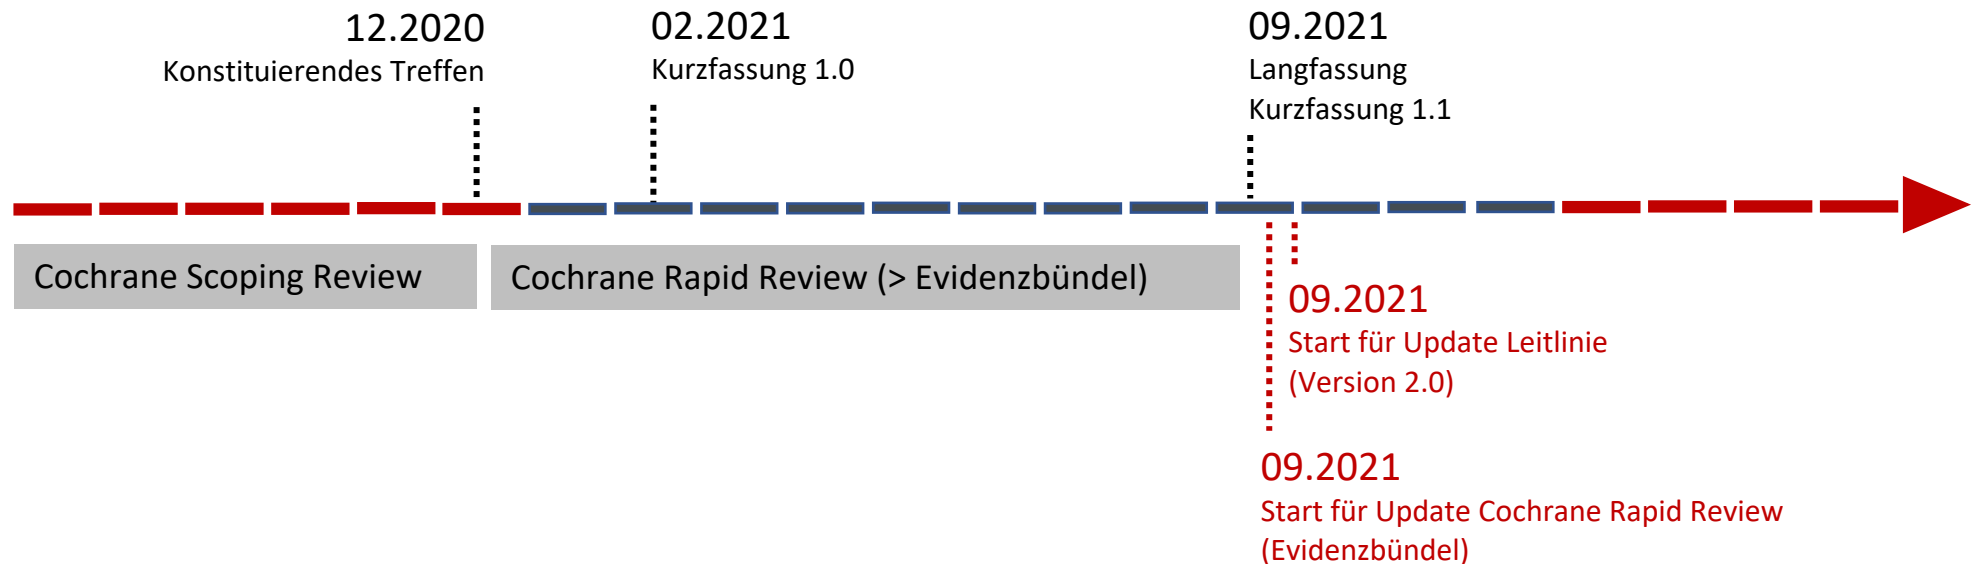 12.2020
Konstituierendes Treffen
02.2021
Kurzfassung 1.0
09.2021
Langfassung
Kurzfassung 1.1
Cochrane Scoping Review
Cochrane Rapid Review (> Evidenzbündel)
09.2021
Start für Update Leitlinie
(Version 2.0)
09.2021
Start für Update Cochrane Rapid Review
(Evidenzbündel)